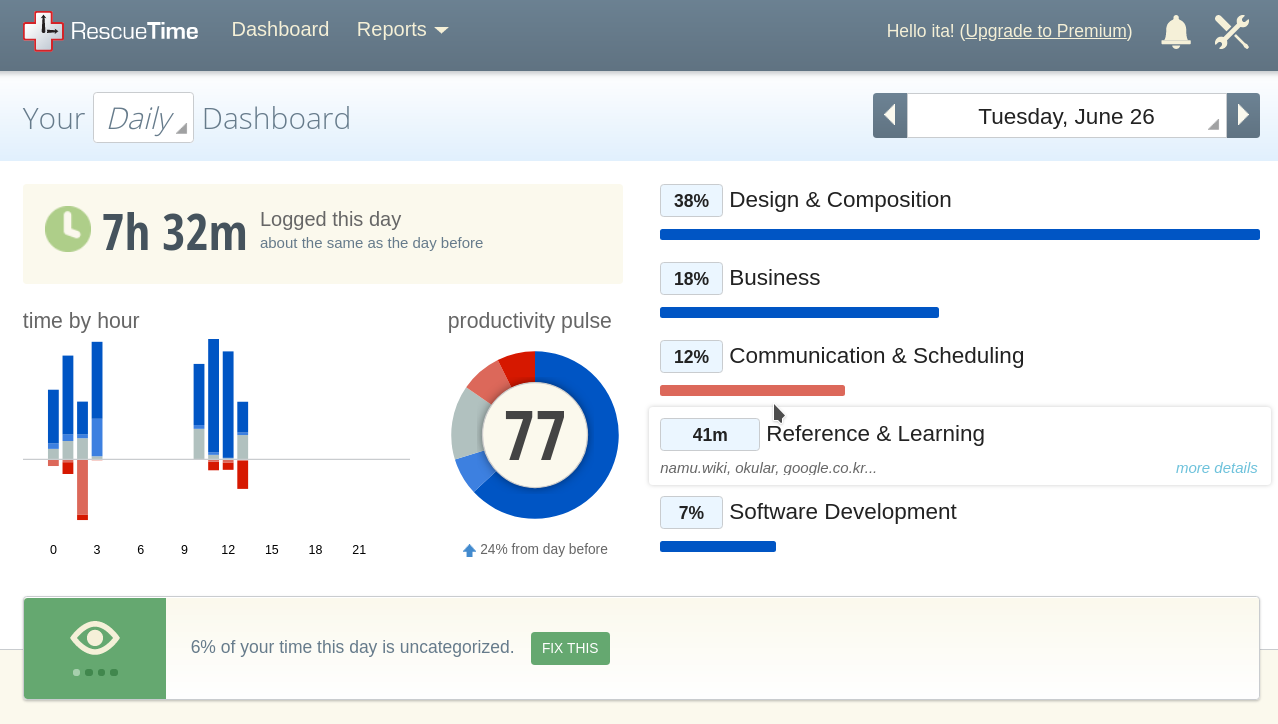 RescueTime
Dashboard
Reports
Hello ita! (Upgrade to Premium)
Your Daily Dashboard
Tuesday, June 26
7h 32m
Logged this day
about the same as the day before
time by hour
0 3 6 9 12 15 18 21
productivity pulse
77
24% from day before
38% Design & Composition
18% Business
12% Communication & Scheduling
41m Reference & Learning
namu.wiki, okular, google.co.kr...
more details
7% Software Development
6% of your time this day is uncategorized.
FIX THIS